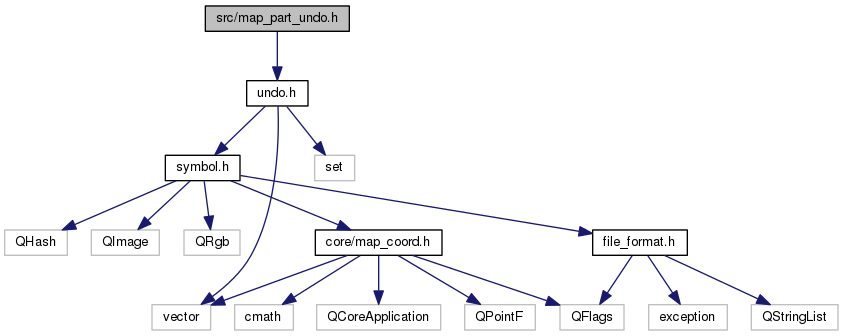 src/map_part_undo.h
undo.h
symbol.h
set
QHash
QImage
QRgb
core/map_coord.h
file_format.h
vector
cmath
QCoreApplication
QPointF
QFlags
exception
QStringList